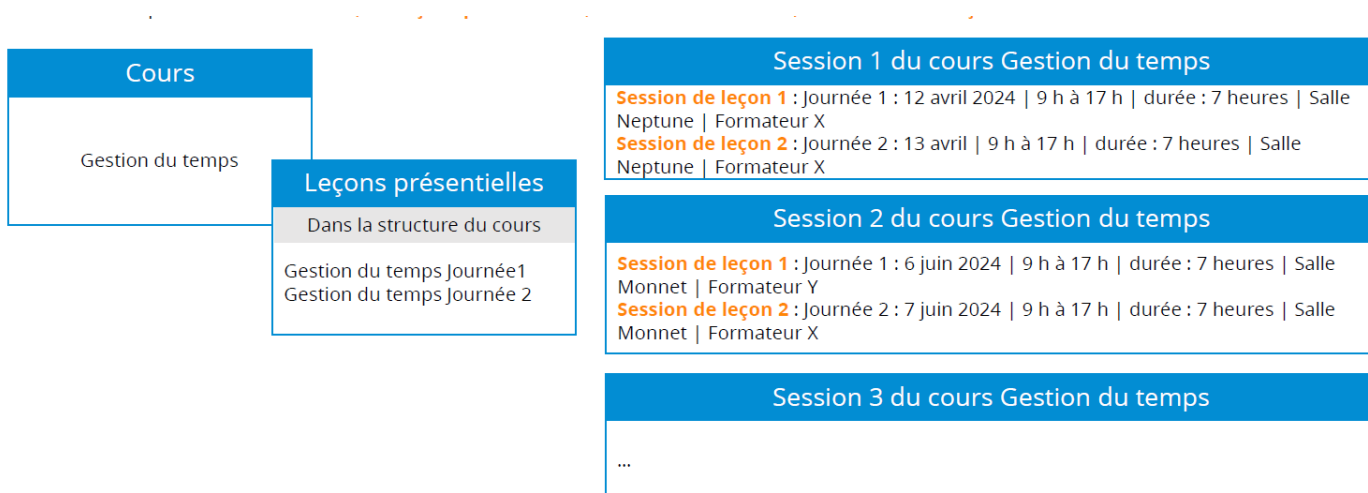 Cours
Gestion du temps
Leçons présentielles
Dans la structure du cours
Gestion du temps Journée1
Gestion du temps Journée 2
Session 1 du cours Gestion du temps
Session de leçon 1 : Journée 1 : 12 avril 2024 | 9 h à 17 h | durée : 7 heures | Salle
Neptune | Formateur X
Session de leçon 2 : Journée 2 : 13 avril | 9 h à 17 h | durée : 7 heures | Salle
Neptune | Formateur X
Session 2 du cours Gestion du temps
Session de leçon 1 : Journée 1 : 6 juin 2024 | 9 h à 17 h | durée : 7 heures | Salle
Monnet | Formateur Y
Session de leçon 2 : Journée 2 : 7 juin 2024 | 9 h à 17 h | durée : 7 heures | Salle
Monnet | Formateur X
Session 3 du cours Gestion du temps
...